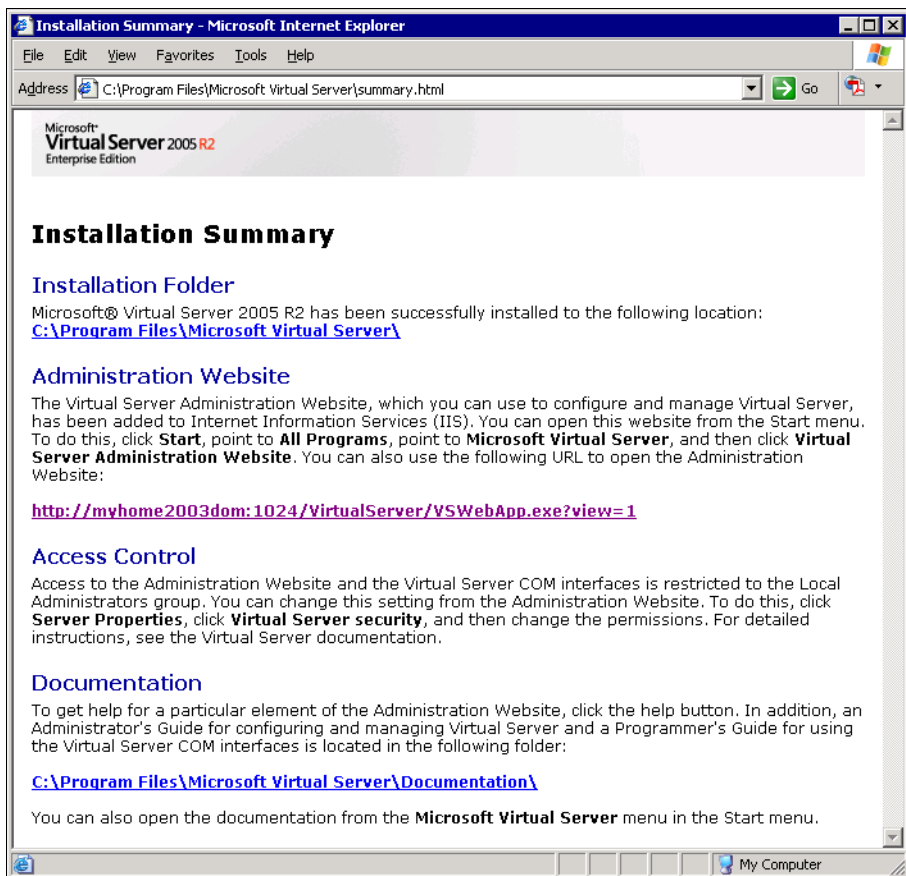 Installation Summary - Microsoft Internet Explorer
File Edit View Favorites Tools Help
Address C:\Program Files\Microsoft Virtual Server\summary.html Go
Microsoft
Virtual Server 2005 R2
Enterprise Edition
Installation Summary
Installation Folder
Microsoft® Virtual Server 2005 R2 has been successfully installed to the following location:
C:\Program Files\Microsoft Virtual Server\
Administration Website
The Virtual Server Administration Website, which you can use to configure and manage Virtual Server,
has been added to Internet Information Services (IIS). You can open this website from the Start menu.
To do this, click Start, point to All Programs, point to Microsoft Virtual Server, and then click Virtual
Server Administration Website. You can also use the following URL to open the Administration
Website:
http://myhome2003dom:1024/VirtualServer/VSWebApp.exe?view=1
Access Control
Access to the Administration Website and the Virtual Server COM interfaces is restricted to the Local
Administrators group. You can change this setting from the Administration Website. To do this, click
Server Properties, click Virtual Server security, and then change the permissions. For detailed
instructions, see the Virtual Server documentation.
Documentation
To get help for a particular element of the Administration Website, click the help button. In addition, an
Administrator's Guide for configuring and managing Virtual Server and a Programmer's Guide for using
the Virtual Server COM interfaces is located in the following folder:
C:\Program Files\Microsoft Virtual Server\Documentation\
You can also open the documentation from the Microsoft Virtual Server menu in the Start menu.
My Computer